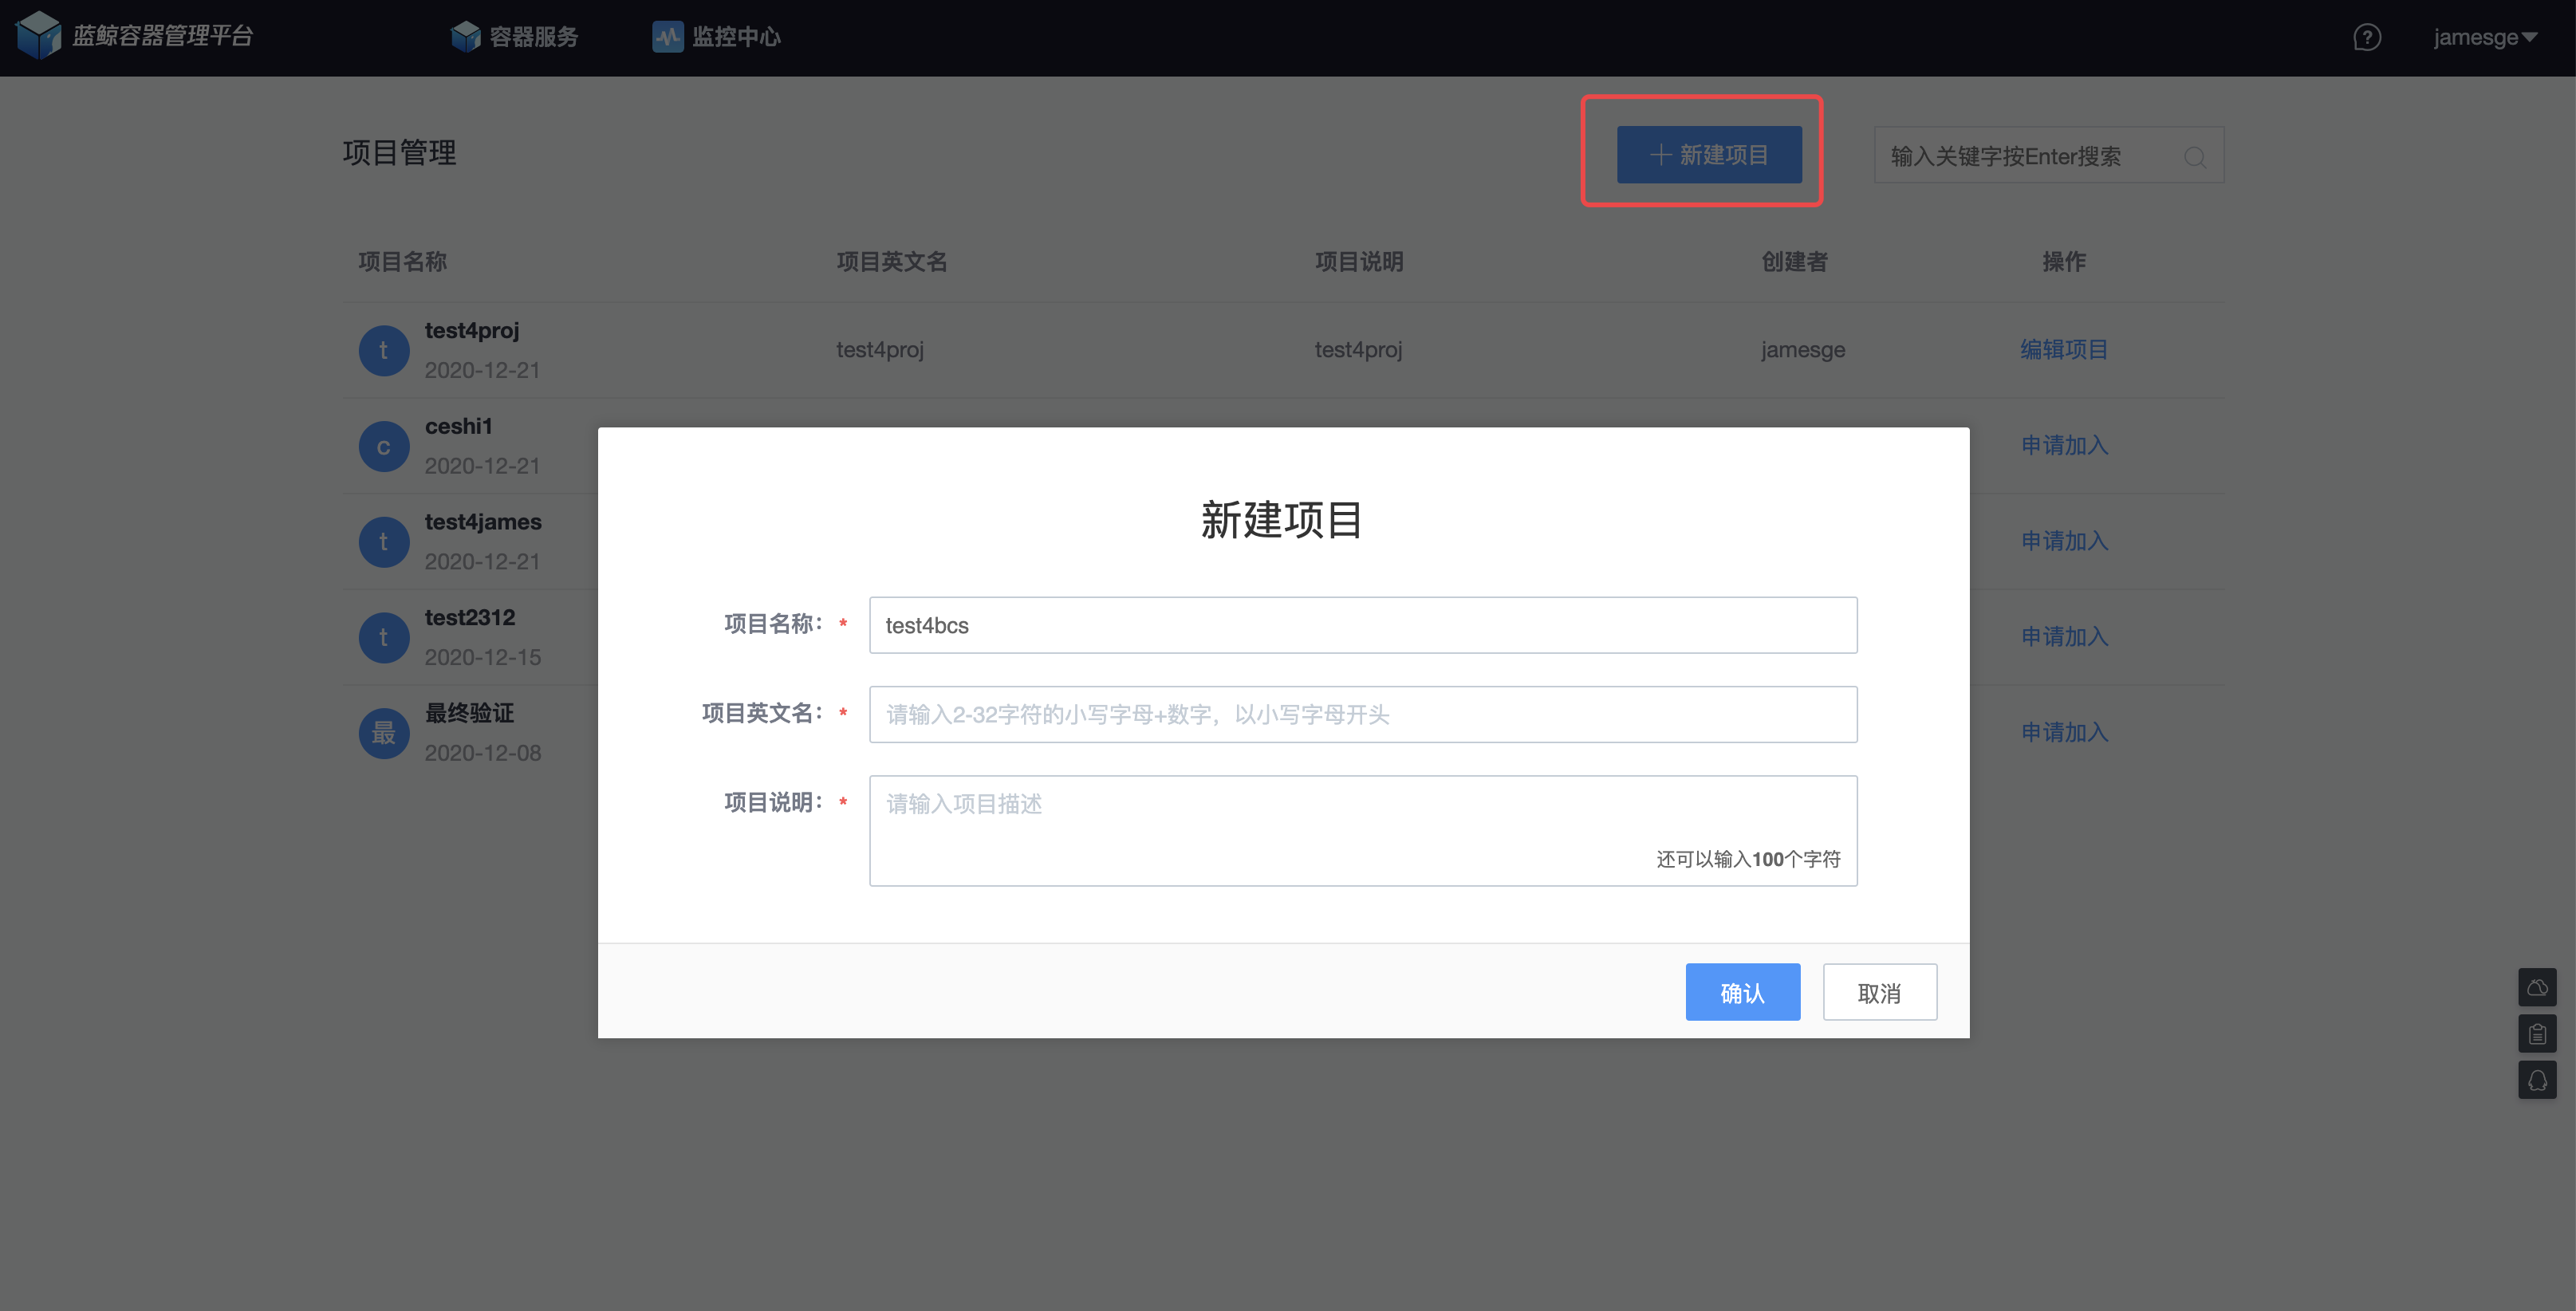 蓝鲸容器管理平台
容器服务
监控中心
?
jamesge
项目管理
新建项目
输入关键字按Enter搜索
项目名称 项目英文名 项目说明 创建者 操作
t
test4proj
2020-12-21
test4proj
test4proj
jamesge
编辑项目
c
ceshi1
2020-12-21
申请加入
t
test4james
2020-12-21
申请加入
t
test2312
2020-12-15
申请加入
最
最终验证
2020-12-08
申请加入
新建项目
项目名称： * test4bcs
项目英文名： * 请输入2-32字符的小写字母+数字，以小写字母开头
项目说明： * 请输入项目描述
还可以输入100个字符
确认
取消